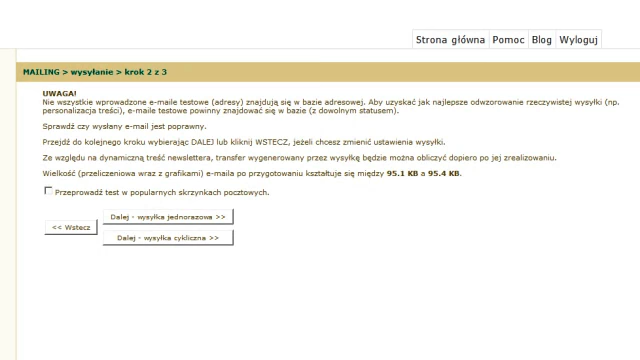 Strona główna Pomoc Blog Wyloguj
MAILING > wysyłanie > krok 2 z 3
UWAGA!
Nie wszystkie wprowadzone e-maile testowe (adresy) znajdują się w bazie adresowej. Aby uzyskać jak najlepsze odwzorowanie rzeczywistej wysyłki (np.
personalizacja treści), e-maile testowe powinny znajdować się w bazie (z dowolnym statusem).
Sprawdź czy wysłany e-mail jest poprawny.
Przejdź do kolejnego kroku wybierając DALEJ lub kliknij WSTECZ, jeżeli chcesz zmienić ustawienia wysyłki.
Ze względu na dynamiczną treść newslettera, transfer wygenerowany przez wysyłkę będzie można obliczyć dopiero po jej zrealizowaniu.
Wielkość (przeliczeniowa wraz z grafikami) e-maila po przygotowaniu kształtuje się między 95.1 KB a 95.4 KB.
Przeprowadź test w popularnych skrzynkach pocztowych.
Dalej - wysyłka jednorazowa >>
<< Wstecz
Dalej - wysyłka cykliczna >>